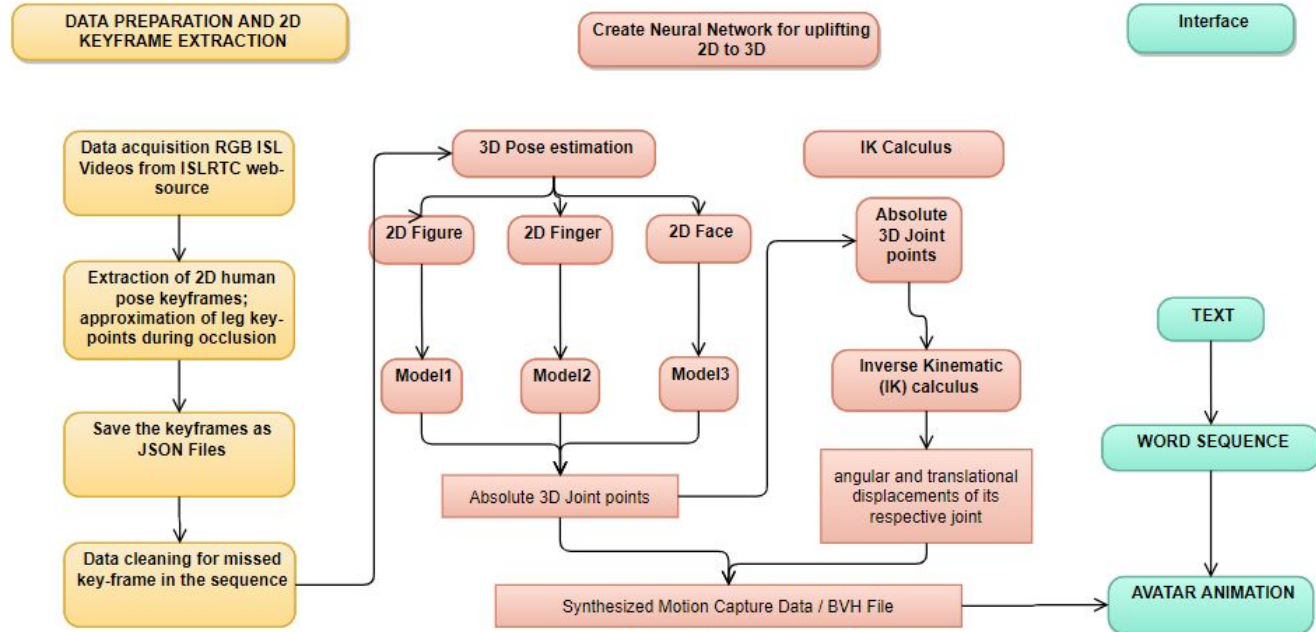 DATA PREPARATION AND 2D
KEYFRAME EXTRACTION
Create Neural Network for uplifting
2D to 3D
Interface
Data acquisition RGB ISL
Videos from ISLRTC web-
source
Extraction of 2D human
pose keyframes;
approximation of leg key-
points during occlusion
Save the keyframes as
JSON Files
Data cleaning for missed
key-frame in the sequence
3D Pose estimation
2D Figure
2D Finger
2D Face
Model1
Model2
Model3
Absolute 3D Joint points
IK Calculus
Absolute
3D Joint
points
Inverse Kinematic
(IK) calculus
angular and translational
displacements of its
respective joint
Synthesized Motion Capture Data / BVH File
TEXT
WORD SEQUENCE
AVATAR ANIMATION